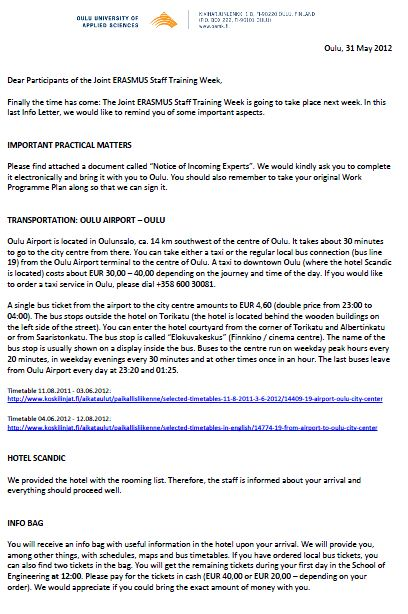 OULU UNIVERSITY OF
APPLIED SCIENCES
Oulu, 31 May 2012
Dear Participants of the Joint ERASMUS Staff Training Week,
Finally the time has come: The Joint ERASMUS Staff Training Week is going to take place next week. In this
last Info Letter, we would like to remind you of some important aspects.
IMPORTANT PRACTICAL MATTERS
Please find attached a document called "Notice of Incoming Experts". We would kindly ask you to complete
it electronically and bring it with you to Oulu. You should also remember to take your original Work
Programme Plan along so that we can sign it.
TRANSPORTATION: OULU AIRPORT – OULU
Oulu Airport is located in Oulunsalo, ca. 14 km southwest of the centre of Oulu. It takes about 30 minutes
to go to the city centre from there. You can take either a taxi or the regular local bus connection (bus line
19) from the Oulu Airport terminal to the centre of Oulu. A taxi to downtown Oulu (where the hotel Scandic
is located) costs about EUR 30,00 – 40,00 depending on the journey and time of the day. If you would like
to order a taxi service in Oulu, please dial +358 600 30081.
A single bus ticket from the airport to the city centre amounts to EUR 4,60 (double price from 23:00 to
04:00). The bus stops outside the hotel on Torikatu (the hotel is located behind the wooden buildings on
the left side of the street). You can enter the hotel courtyard from the corner of Torikatu and Albertinkatu
or from Saaristonkatu. The bus stop is called "Elokuvakeskus" (Finnkino / cinema centre). The name of the
bus stop is usually shown on a display inside the bus. Buses to the centre run on weekday peak hours every
20 minutes, in weekday evenings every 30 minutes and at other times once in an hour. The last buses leave
from Oulu Airport every day at 23:20 and 01:25.
Timetable 11.08.2011 - 03.06.2012:
http://www.koskilinjat.fi/aikataulut/paikallisliikenne/selected-timetables-11-8-2011-3-6-2012/14409-19-airport-oulu-city-center
Timetable 04.06.2012 - 12.08.2012:
http://www.koskilinjat.fi/aikataulut/paikallisliikenne/selected-timetables-in-english/14774-19-from-airport-to-oulu-city-center
HOTEL SCANDIC
We provided the hotel with the rooming list. Therefore, the staff is informed about your arrival and
everything should proceed well.
INFO BAG
You will receive an info bag with useful information in the hotel upon your arrival. We will provide you,
among other things, with schedules, maps and bus timetables. If you have ordered local bus tickets, you
can also find two tickets in the bag. You will get the remaining tickets during your first day in the School of
Engineering at 12:00. Please pay for the tickets in cash (EUR 40,00 or EUR 20,00 – depending on your
order). We would appreciate if you could bring the exact amount of money with you.